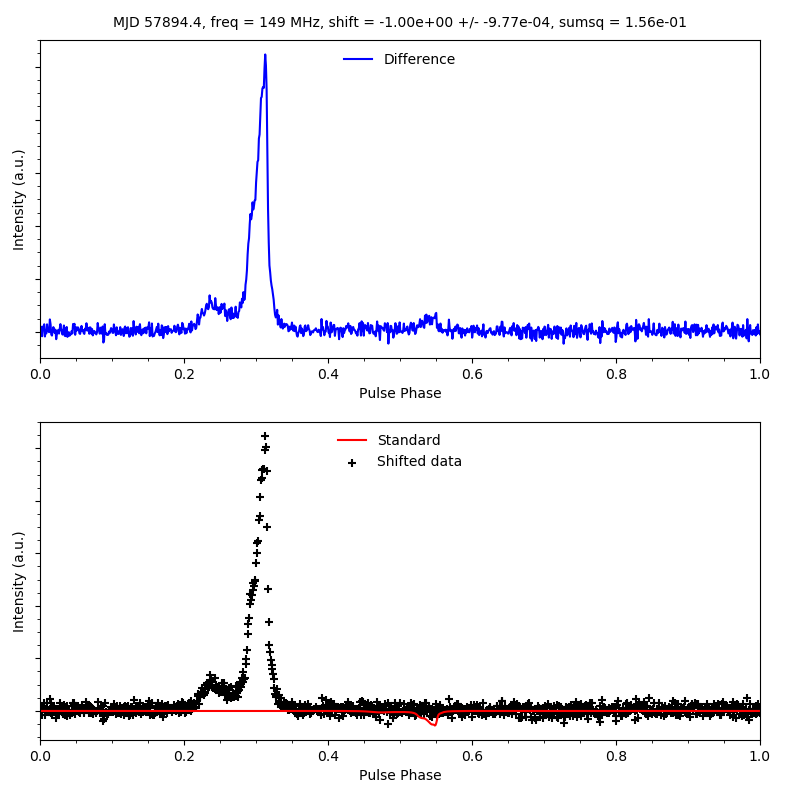 MJD 57894.4, freq = 149 MHz, shift = -1.00e+00 +/- -9.77e-04, sumsq = 1.56e-01
Difference
Intensity (a.u.)
0.0 0.2 0.4 0.6 0.8 1.0
Pulse Phase
Standard
Shifted data
Intensity (a.u.)
0.0 0.2 0.4 0.6 0.8 1.0
Pulse Phase